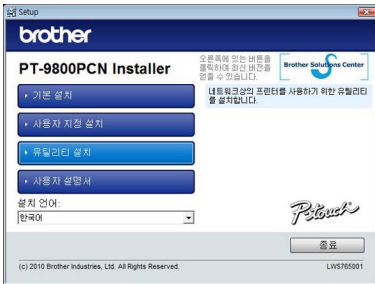 Setup
brother
PT-9800PCN Installer
오른쪽에 있는 버튼을
클릭하여 최신 버전을
얻을 수 있습니다.
Brother Solutions Center
기본 설치
사용자 지정 설치
유틸리티 설치
사용자 설명서
네트워크상의 프린터를 사용하기 위한 유틸리티
를 설치합니다.
설치 언어:
한국어
P-touch
종료
(c) 2010 Brother Industries, Ltd. All Rights Reserved.
LW5765001